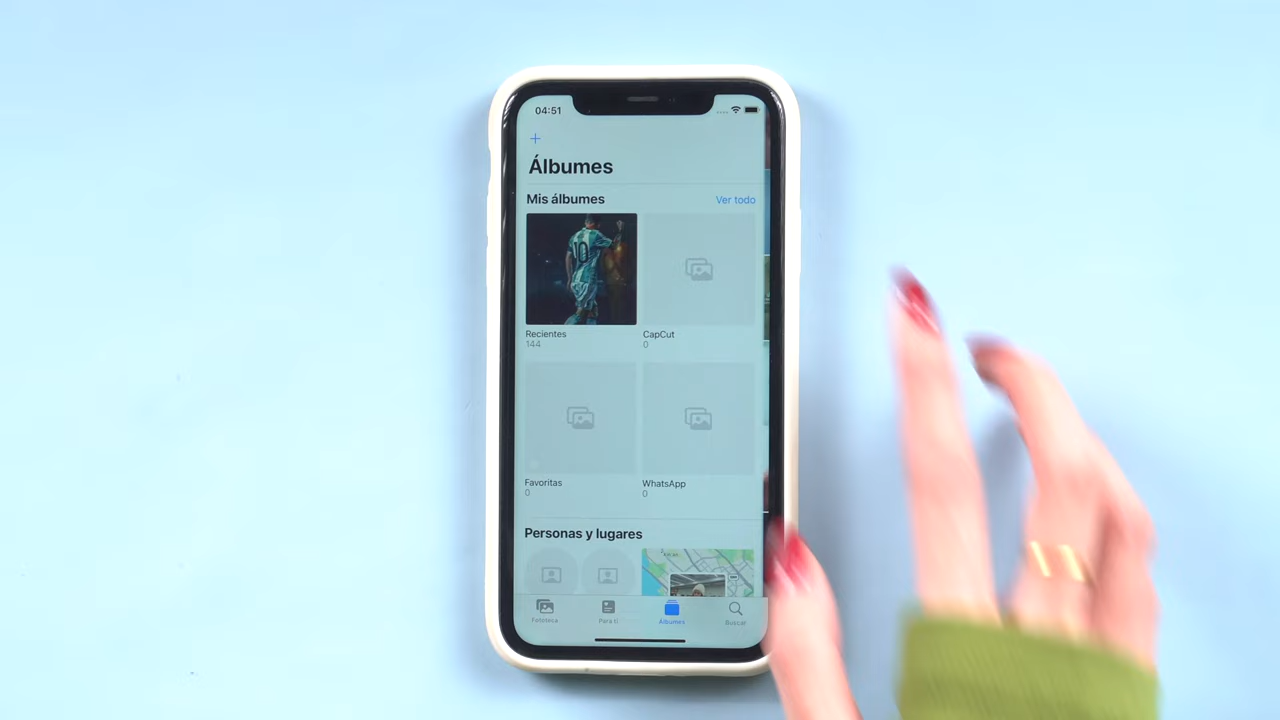 04:51
+
Álbumes
Mis álbumes
Ver todo
10
Recientes
CapCut
144
0
Favoritas
WhatsApp
0
0
Personas y lugares
Fototeca
Para ti
Álbumes
Buscar